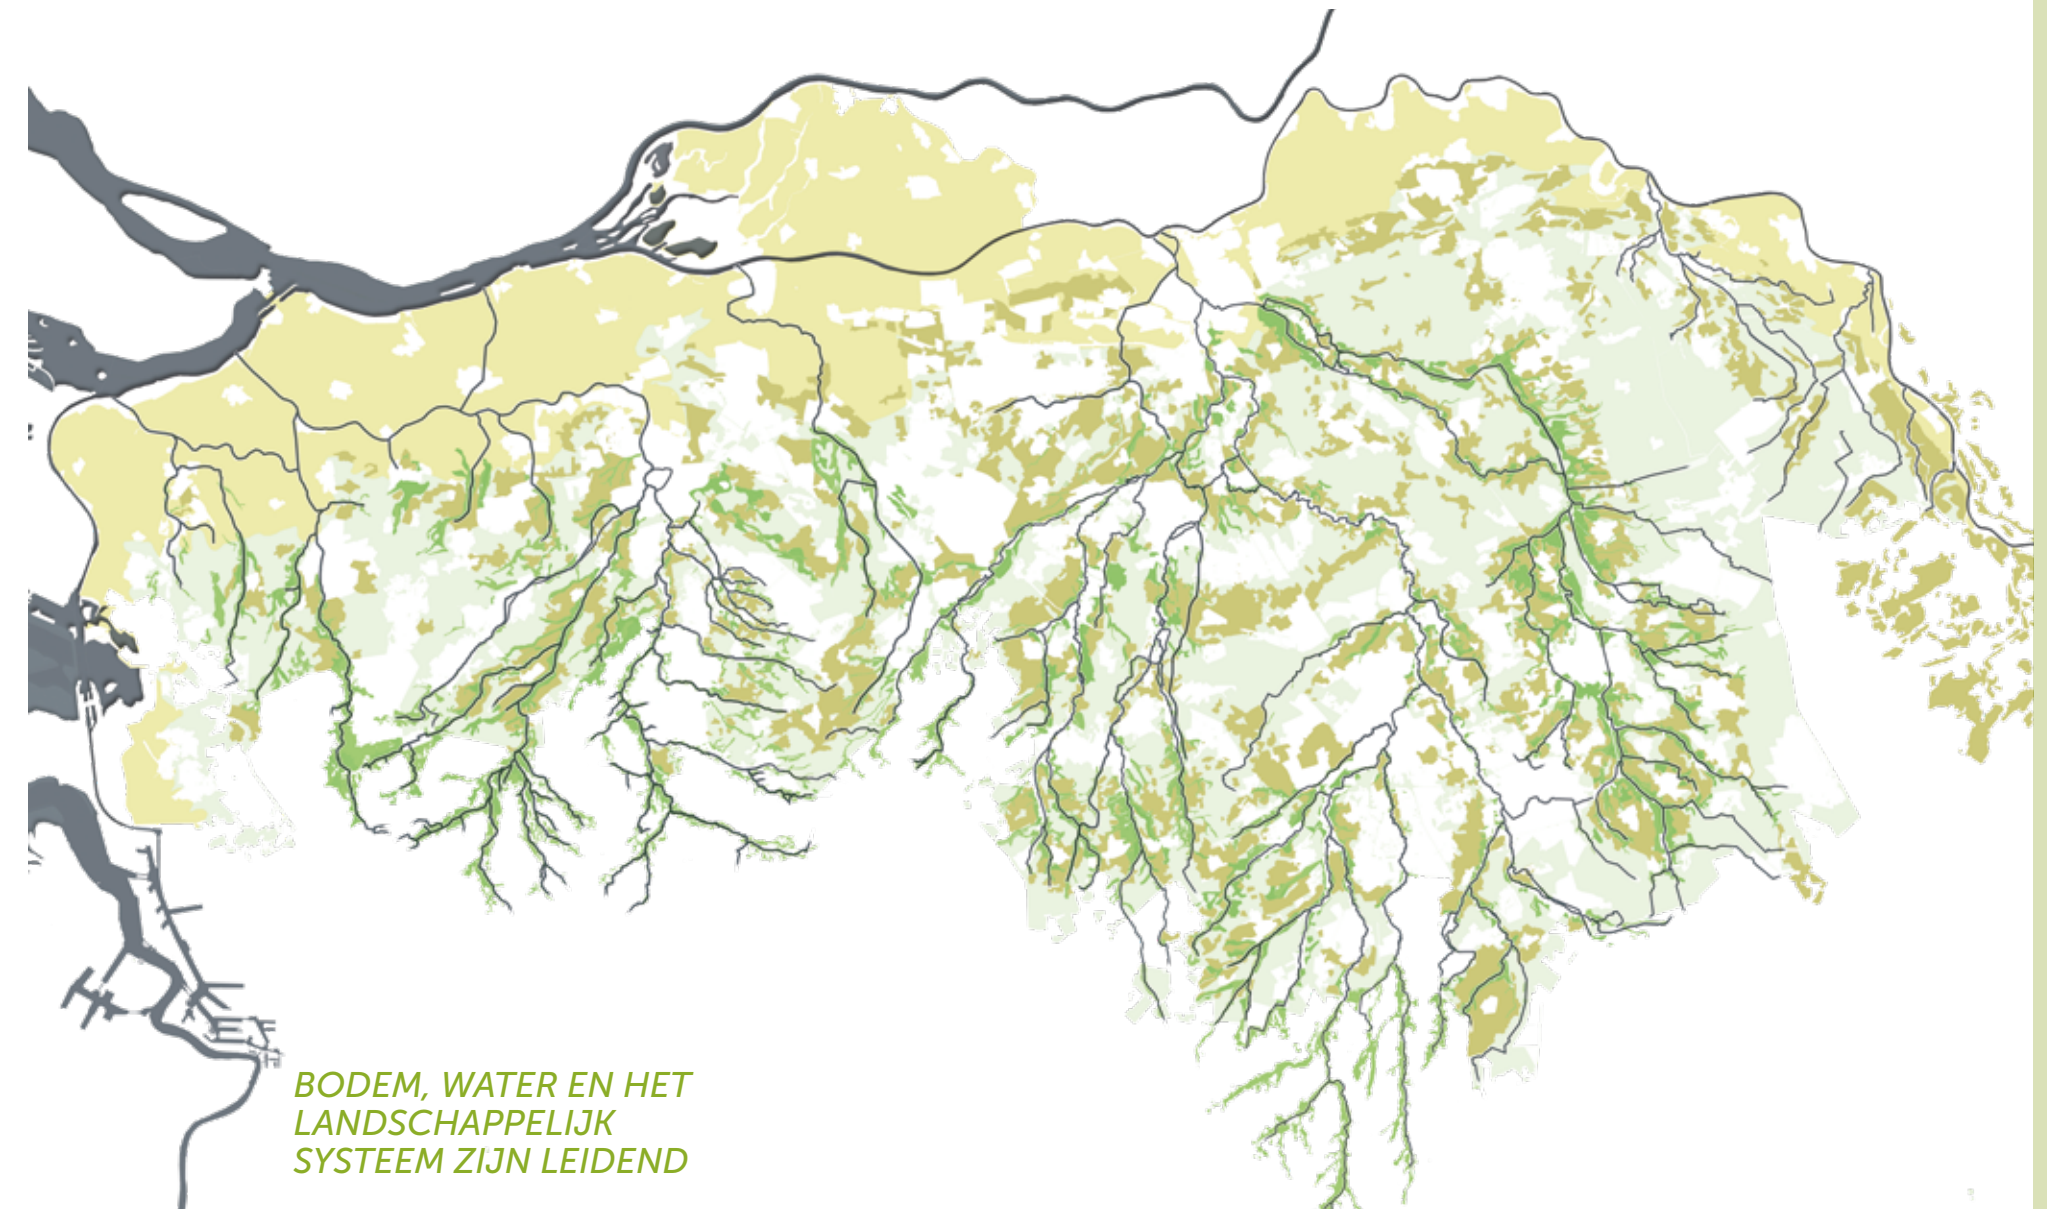 BODEM, WATER EN HET
LANDSCHAPPELIJK
SYSTEEM ZIJN LEIDEND